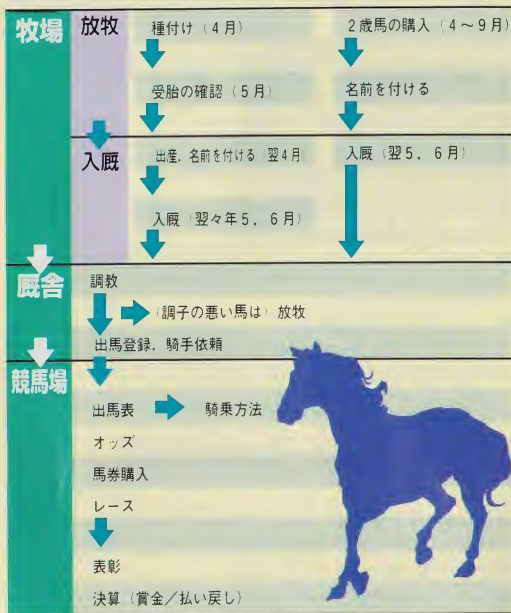 牧場
放牧
種付け（4月）
2歳馬の購入（4～9月）
受胎の確認（5月）
名前を付ける
入厩
出産，名前を付ける（翌4月）
入厩（翌5，6月）
入厩（翌々年5，6月）
厩舎
調教
（調子の悪い馬は）放牧
出馬登録，騎手依頼
競馬場
出馬表
騎乗方法
オッズ
馬券購入
レース
表彰
決算（賞金／払い戻し）